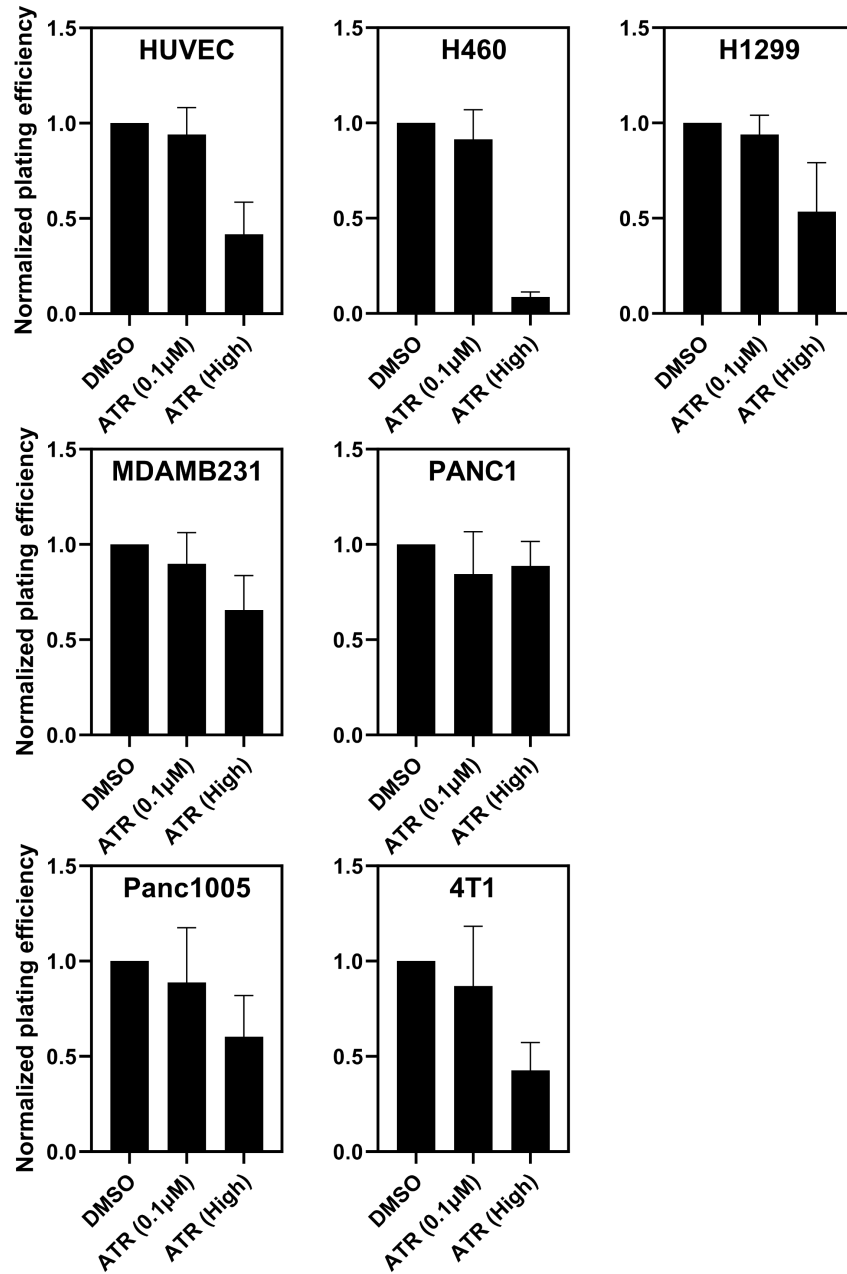 Normalized plating efficiency
1.5
1.0
0.5
0.0
HUVEC
DMSO
ATR (0.1µM)
ATR (High)
1.5
1.0
0.5
0.0
H460
DMSO
ATR (0.1µM)
ATR (High)
1.5
1.0
0.5
0.0
H1299
DMSO
ATR (0.1µM)
ATR (High)
Normalized plating efficiency
1.5
1.0
0.5
0.0
MDAMB231
DMSO
ATR (0.1µM)
ATR (High)
1.5
1.0
0.5
0.0
PANC1
DMSO
ATR (0.1µM)
ATR (High)
Normalized plating efficiency
1.5
1.0
0.5
0.0
Panc1005
DMSO
ATR (0.1µM)
ATR (High)
1.5
1.0
0.5
0.0
4T1
DMSO
ATR (0.1µM)
ATR (High)